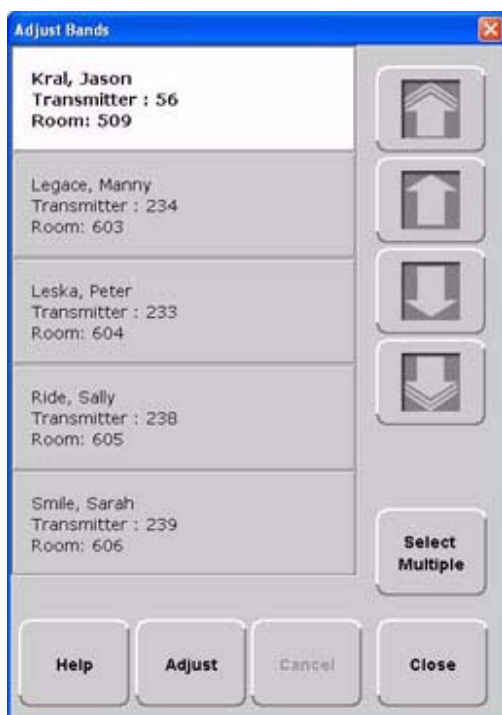 Adjust Bands
Kral, Jason
Transmitter : 56
Room: 509
Legace, Manny
Transmitter : 234
Room: 603
Leska, Peter
Transmitter : 233
Room: 604
Ride, Sally
Transmitter : 238
Room: 605
Smile, Sarah
Transmitter : 239
Room: 606
Select
Multiple
Help
Adjust
Cancel
Close